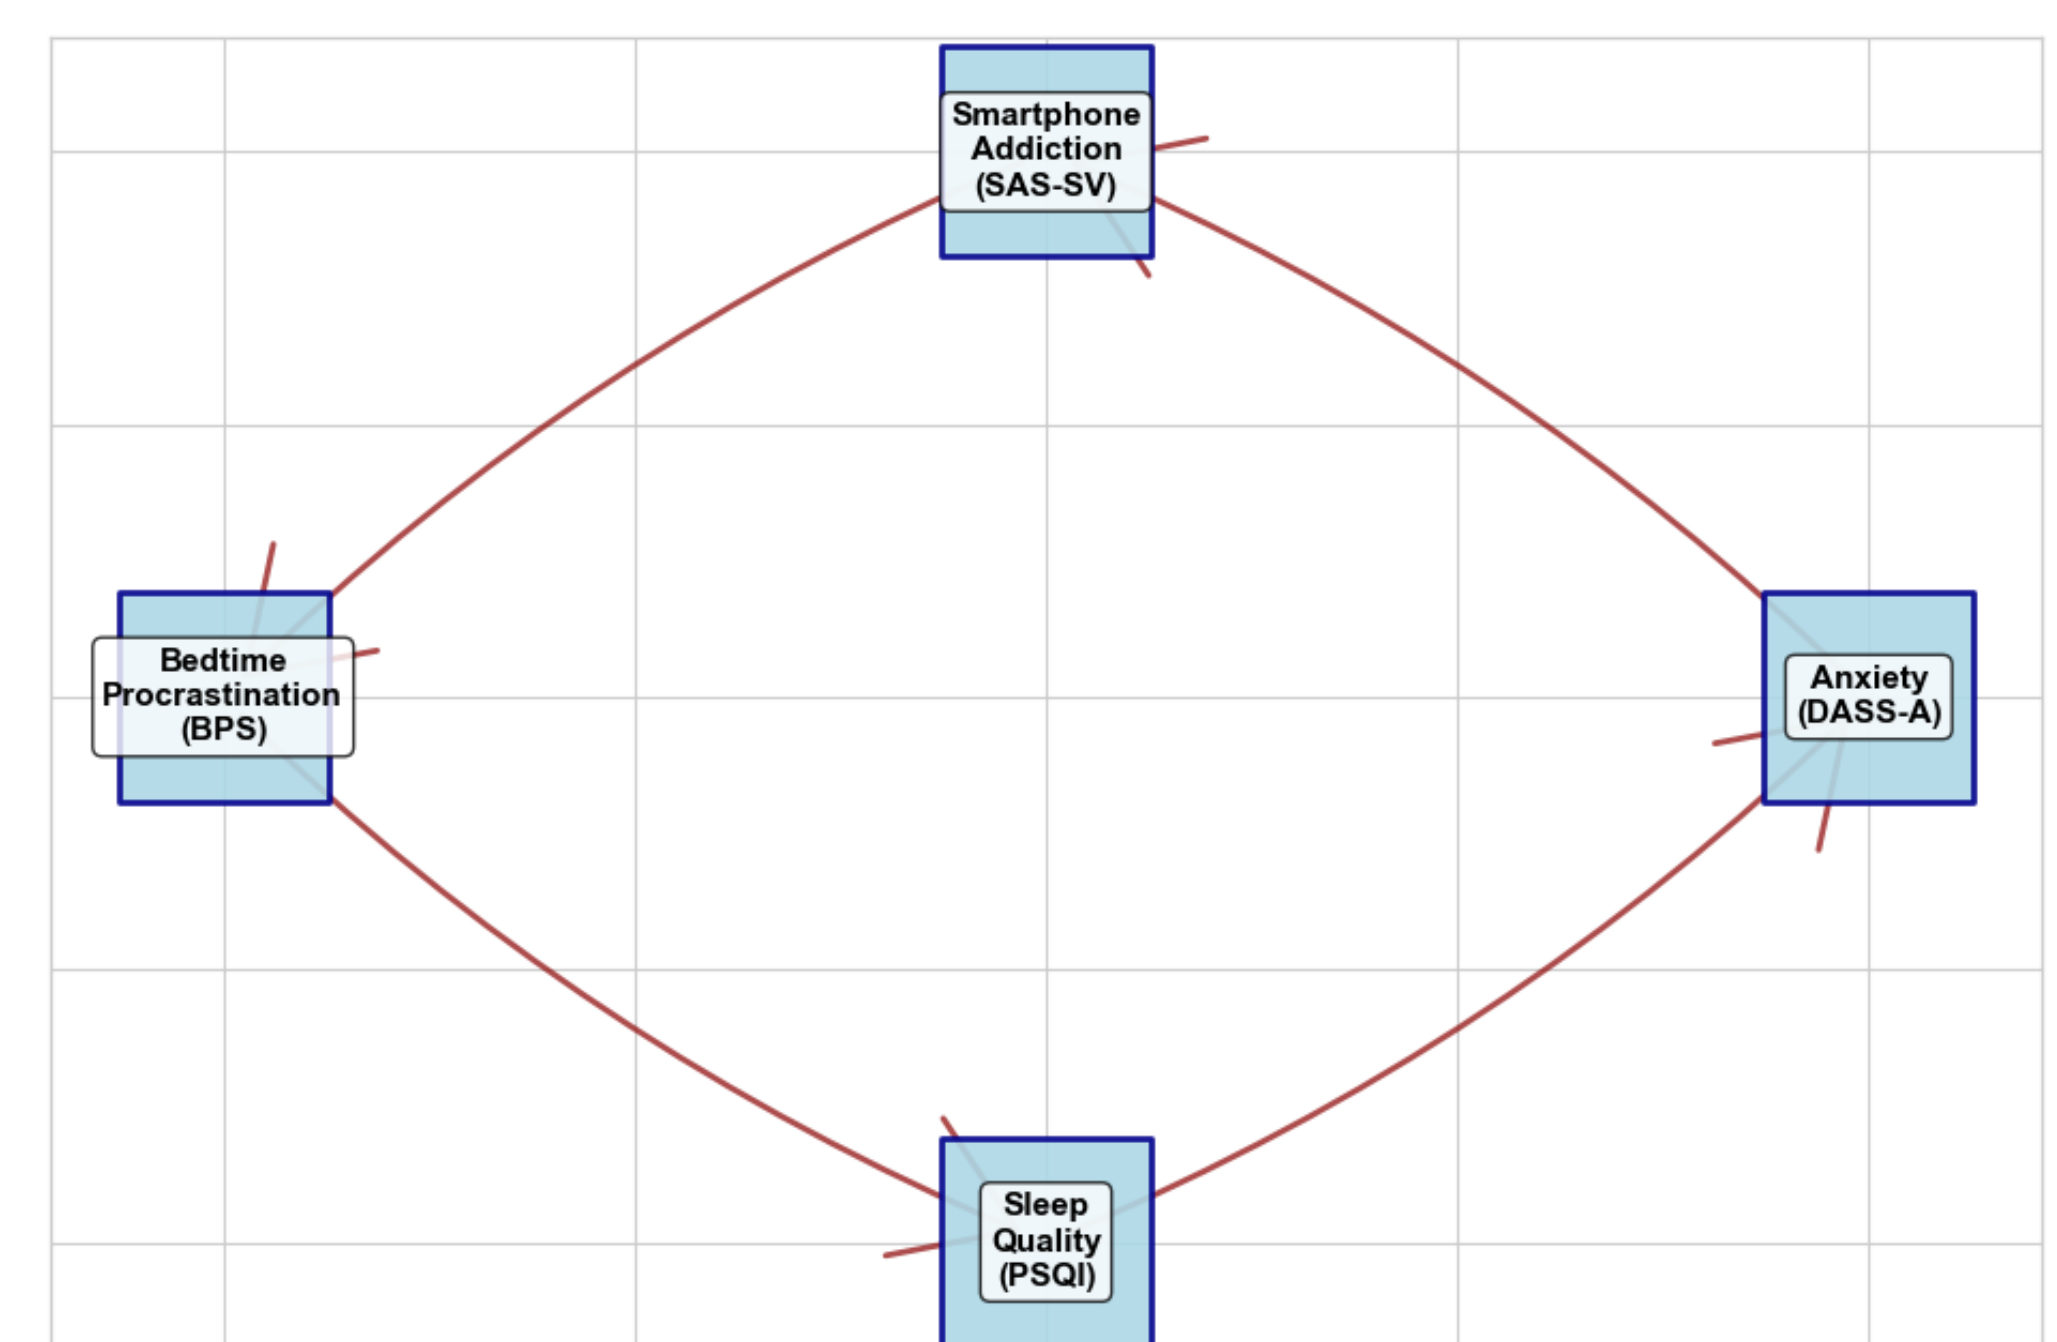 Smartphone
Addiction
(SAS-SV)
Bedtime
Procrastination
(BPS)
Anxiety
(DASS-A)
Sleep
Quality
(PSQI)